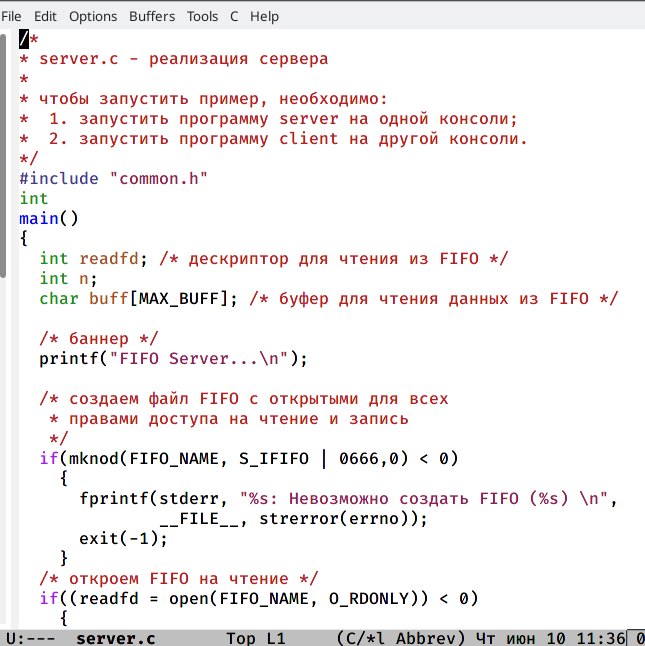 File Edit Options Buffers Tools C Help
/*
* server.c - реализация сервера
*
* чтобы запустить пример, необходимо:
*  1. запустить программу server на одной консоли;
*  2. запустить программу client на другой консоли.
*/
#include "common.h"
int
main()
{
  int readfd; /* дескриптор для чтения из FIFO */
  int n;
  char buff[MAX_BUFF]; /* буфер для чтения данных из FIFO */

  /* баннер */
  printf("FIFO Server...\n");

  /* создаем файл FIFO с открытыми для всех
   * правами доступа на чтение и запись
   */
  if(mknod(FIFO_NAME, S_IFIFO | 0666,0) < 0)
    {
      fprintf(stderr, "%s: Невозможно создать FIFO (%s) \n",
              __FILE__, strerror(errno));
      exit(-1);
    }
  /* откроем FIFO на чтение */
  if((readfd = open(FIFO_NAME, O_RDONLY)) < 0)
    {
U:--- server.c Top L1 (C/*l Abbrev) Чт июн 10 11:36 0